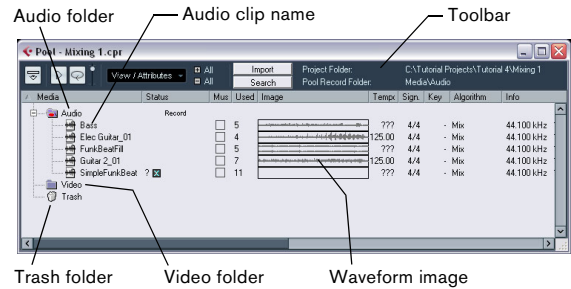 Audio folder
Audio clip name
Toolbar
Pool - Mixing 1.cpr
View / Attributes
All
All
Import
Search
Project Folder: C:\Tutorial Projects\Tutorial 4\Mixing 1
Pool Record Folder: Media\Audio
Media Status Mus Used Image Tempo Sign. Key Algorithm Info
Audio Record
Bass 5 ??? 4/4 - Mix 44.100 kHz
Elec Guitar_01 4 125.00 4/4 - Mix 44.100 kHz
FunkBeatFill 5 ??? 4/4 - Mix 44.100 kHz
Guitar 2_01 7 125.00 4/4 - Mix 44.100 kHz
SimpleFunkBeat ? 11 ??? 4/4 - Mix 44.100 kHz
Video
Trash
Trash folder
Video folder
Waveform image